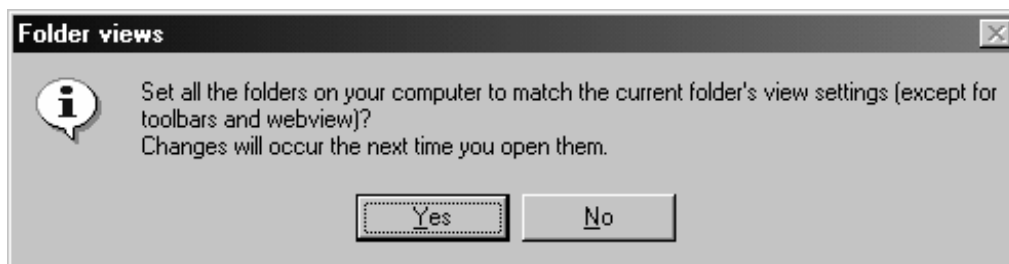 Folder views
Set all the folders on your computer to match the current folder's view settings (except for
toolbars and webview)?
Changes will occur the next time you open them.
Yes
No